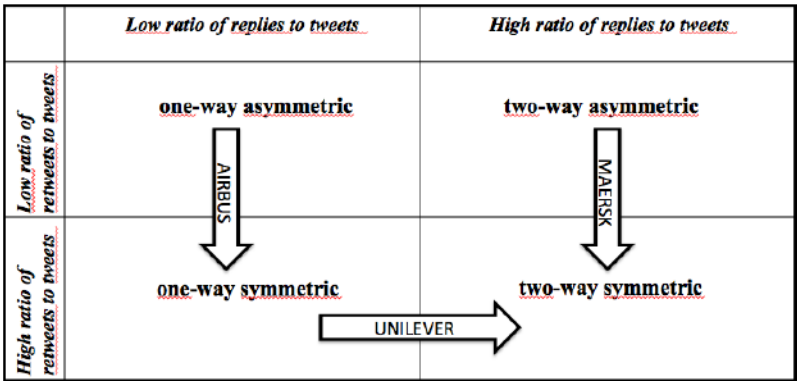 Low ratio of replies to tweets
High ratio of replies to tweets
Low ratio of
retweets to tweets
one-way asymmetric
two-way asymmetric
AIRBUS
MAERSK
High ratio of
retweets to tweets
one-way symmetric
two-way symmetric
UNILEVER